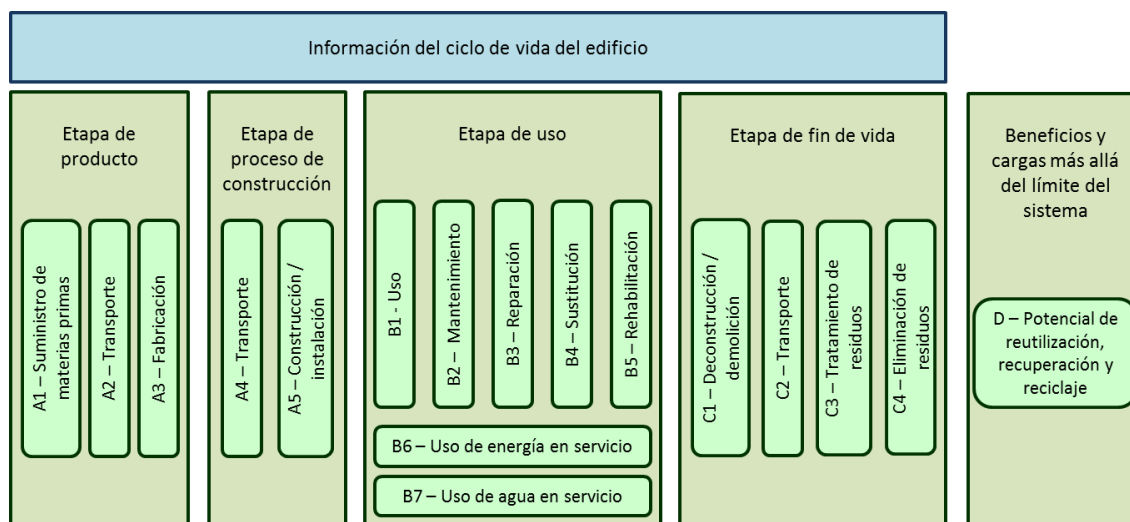 Información del ciclo de vida del edificio
Etapa de
producto
A1 – Suministro de
materias primas
A2 – Transporte
A3 – Fabricación
Etapa de
proceso de
construcción
A4 – Transporte
A5 – Construcción /
instalación
Etapa de uso
B1 - Uso
B2 – Mantenimiento
B3 – Reparación
B4 – Sustitución
B5 – Rehabilitación
B6 – Uso de energía en servicio
B7 – Uso de agua en servicio
Etapa de fin de vida
C1 – Deconstrucción /
demolición
C2 – Transporte
C3 – Tratamiento de
residuos
C4 – Eliminación de
residuos
Beneficios y
cargas más allá
del límite del
sistema
D – Potencial de
reutilización,
recuperación y
reciclaje